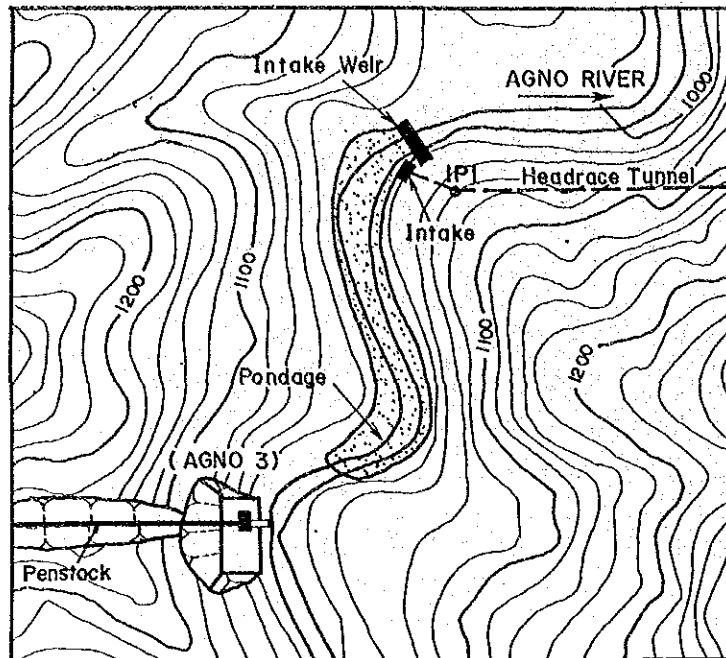 Intake Weir
AGNO RIVER
1000
IP1
Headrace Tunnel
Intake
1100
1200
1100
1200
Pondage
(AGNO 3)
Penstock